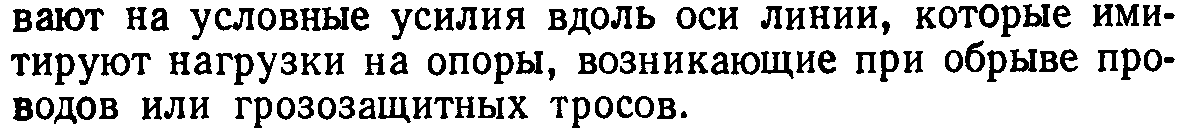 вают на условные усилия вдоль оси линии, которые ими-
тируют нагрузки на опоры, возникающие при обрыве про-
водов или грозозащитных тросов.